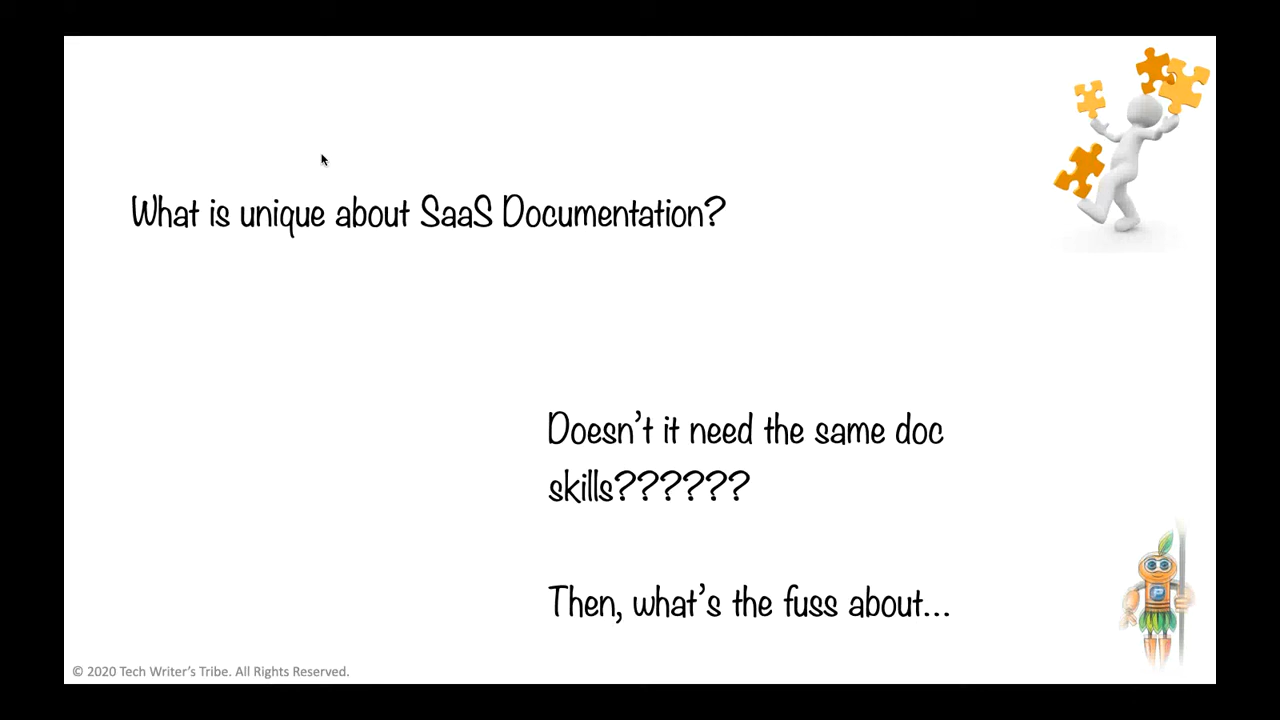 What is unique about SaaS Documentation?
Doesn't it need the same doc
skills??????
Then, what's the fuss about...
© 2020 Tech Writer's Tribe. All Rights Reserved.